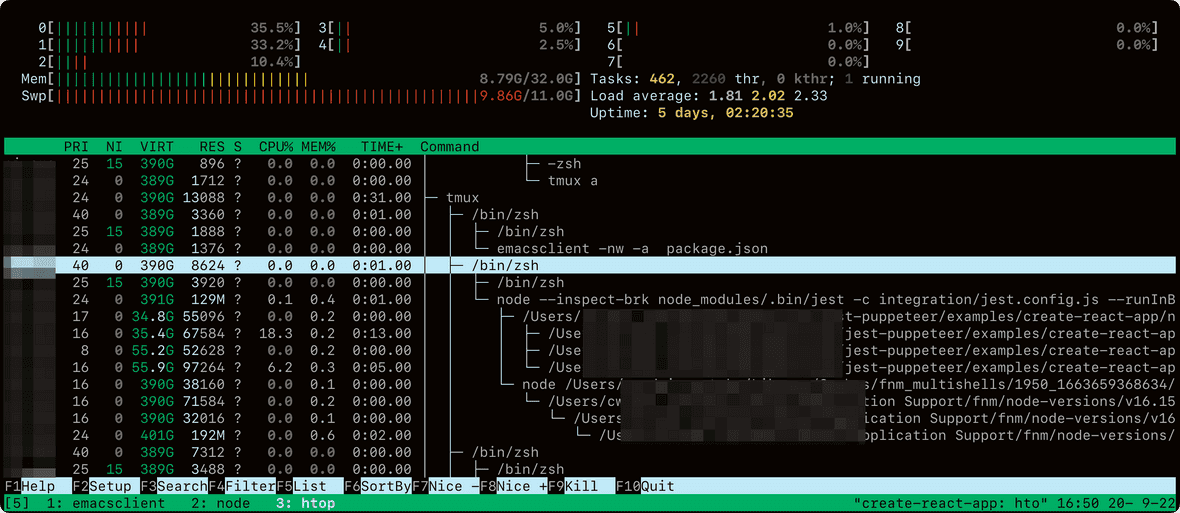 0[||||||||||| 35.5%] 3[|| 5.0%] 5[|| 1.0%] 8[ 0.0%]
1[|||||||||| 33.2%] 4[|| 2.5%] 6[ 0.0%] 9[ 0.0%]
2[|||| 10.4%] 7[ 0.0%]
Mem[|||||||||||||||||||||||||||||| 8.79G/32.0G] Tasks: 462, 2260 thr, 0 kthr; 1 running
Swp[||||||||||||||||||||||||||||||||||||||||||||||||||9.86G/11.0G] Load average: 1.81 2.02 2.33
Uptime: 5 days, 02:20:35
PRI NI VIRT RES S CPU% MEM% TIME+ Command
25 15 390G 896 ? 0.0 0.0 0:00.00 │ ├─ -zsh
24 0 389G 1712 ? 0.0 0.0 0:00.00 │ └─ tmux a
24 0 390G 13088 ? 0.0 0.0 0:31.00 ├─ tmux
40 0 389G 3360 ? 0.0 0.0 0:01.00 │ ├─ /bin/zsh
25 15 389G 1888 ? 0.0 0.0 0:00.00 │ │ ├─ /bin/zsh
24 0 389G 1376 ? 0.0 0.0 0:00.00 │ │ └─ emacsclient -nw -a package.json
40 0 390G 8624 ? 0.0 0.0 0:01.00 │ ├─ /bin/zsh
25 15 390G 3920 ? 0.0 0.0 0:00.00 │ │ ├─ /bin/zsh
24 0 391G 129M ? 0.1 0.4 0:01.00 │ │ └─ node --inspect-brk node_modules/.bin/jest -c integration/jest.config.js --runInB
17 0 34.8G 55096 ? 0.0 0.2 0:00.00 │ │ ├─ /Users/ st-puppeteer/examples/create-react-app/n
16 0 35.4G 67584 ? 18.3 0.2 0:13.00 │ │ │ ├─ /Use jest-puppeteer/examples/create-react-ap
8 0 55.2G 52628 ? 0.0 0.2 0:00.00 │ │ │ ├─ /Use jest-puppeteer/examples/create-react-ap
16 0 55.9G 97264 ? 6.2 0.3 0:05.00 │ │ │ └─ /Use jest-puppeteer/examples/create-react-ap
16 0 390G 38160 ? 0.0 0.1 0:00.00 │ │ └─ node /Users/ /fnm_multishells/1950_1663659368634/
16 0 390G 71584 ? 0.0 0.2 0:00.00 │ │ └─ /Users/cw ation Support/fnm/node-versions/v16.15
16 0 390G 32016 ? 0.0 0.1 0:00.00 │ │ └─ /Users lication Support/fnm/node-versions/v16
24 0 401G 192M ? 0.0 0.6 0:02.00 │ │ └─ /Us pplication Support/fnm/node-versions/
40 0 389G 7312 ? 0.0 0.0 0:00.00 │ ├─ /bin/zsh
25 15 389G 3488 ? 0.0 0.0 0:00.00 │ │ ├─ /bin/zsh
F1Help F2Setup F3SearchF4FilterF5List F6SortByF7Nice -F8Nice +F9Kill F10Quit
[5] 1: emacsclient 2: node 3: htop "create-react-app: hto" 16:50 20- 9-22